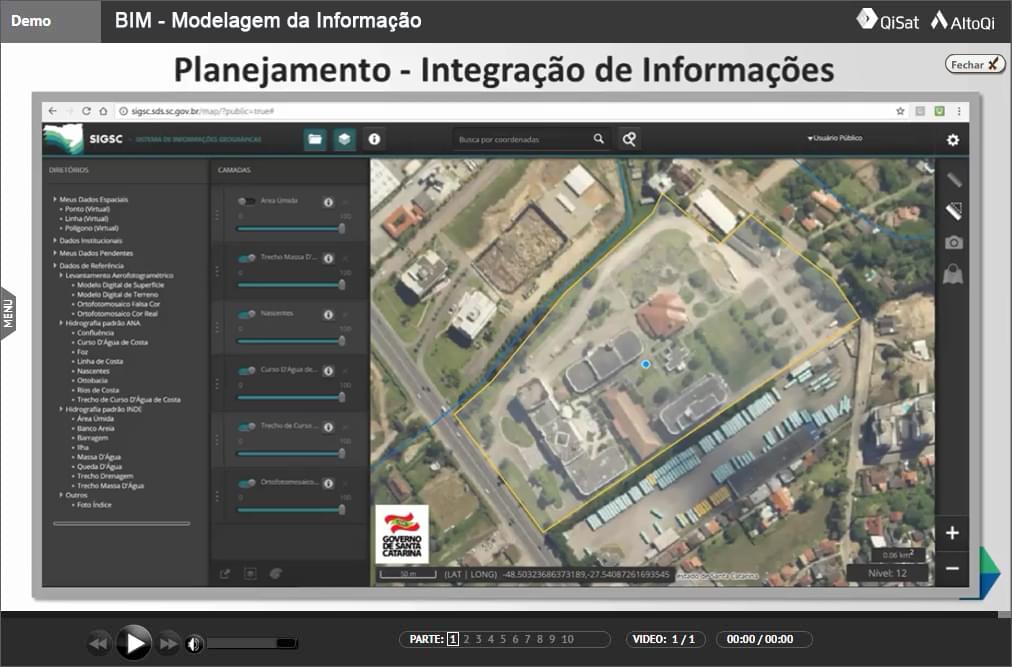 Demo
BIM - Modelagem da Informação
QiSat
AltoQi
Planejamento - Integração de Informações
Fechar
sigsc.sds.sc.gov.br/map/?public=true#
SIGSC - SISTEMA DE INFORMAÇÕES GEOGRÁFICAS
Busca por coordenadas
Usuário Público
DIRETÓRIOS
Meus Dados Espaciais
Ponto (Virtual)
Linha (Virtual)
Polígono (Virtual)
Dados Institucionais
Meus Dados Pendentes
Dados de Referência
Levantamento Aerofotogramétrico
Modelo Digital de Superfície
Modelo Digital de Terreno
Ortofotomosaico Falsa Cor
Ortofotomosaico Cor Real
Hidrografia padrão ANA
Confluência
Curso D'Água de Costa
Foz
Linha de Costa
Nascentes
Ottobacia
Rios de Costa
Trecho de Curso D'Água de Costa
Hidrografia padrão INDE
Área Úmida
Banco Areia
Barragem
Ilha
Massa D'Água
Queda D'Água
Trecho Drenagem
Trecho Massa D'Água
Outros
Foto Índice
CAMADAS
Area Umida
0 100
Trecho Massa D'...
0 100
Nascentes
0 100
Curso D'Água de...
0 100
Trecho de Curso ...
0 100
Ortofotomosaico...
0 100
GOVERNO
DE SANTA
CATARINA
50 m
(LAT | LONG) -48.50323686373189,-27.54087261693545
Estado de Santa Catarina
0.06 km²
Nível: 12
MENU
PARTE: 1 2 3 4 5 6 7 8 9 10
VIDEO: 1 / 1
00:00 / 00:00